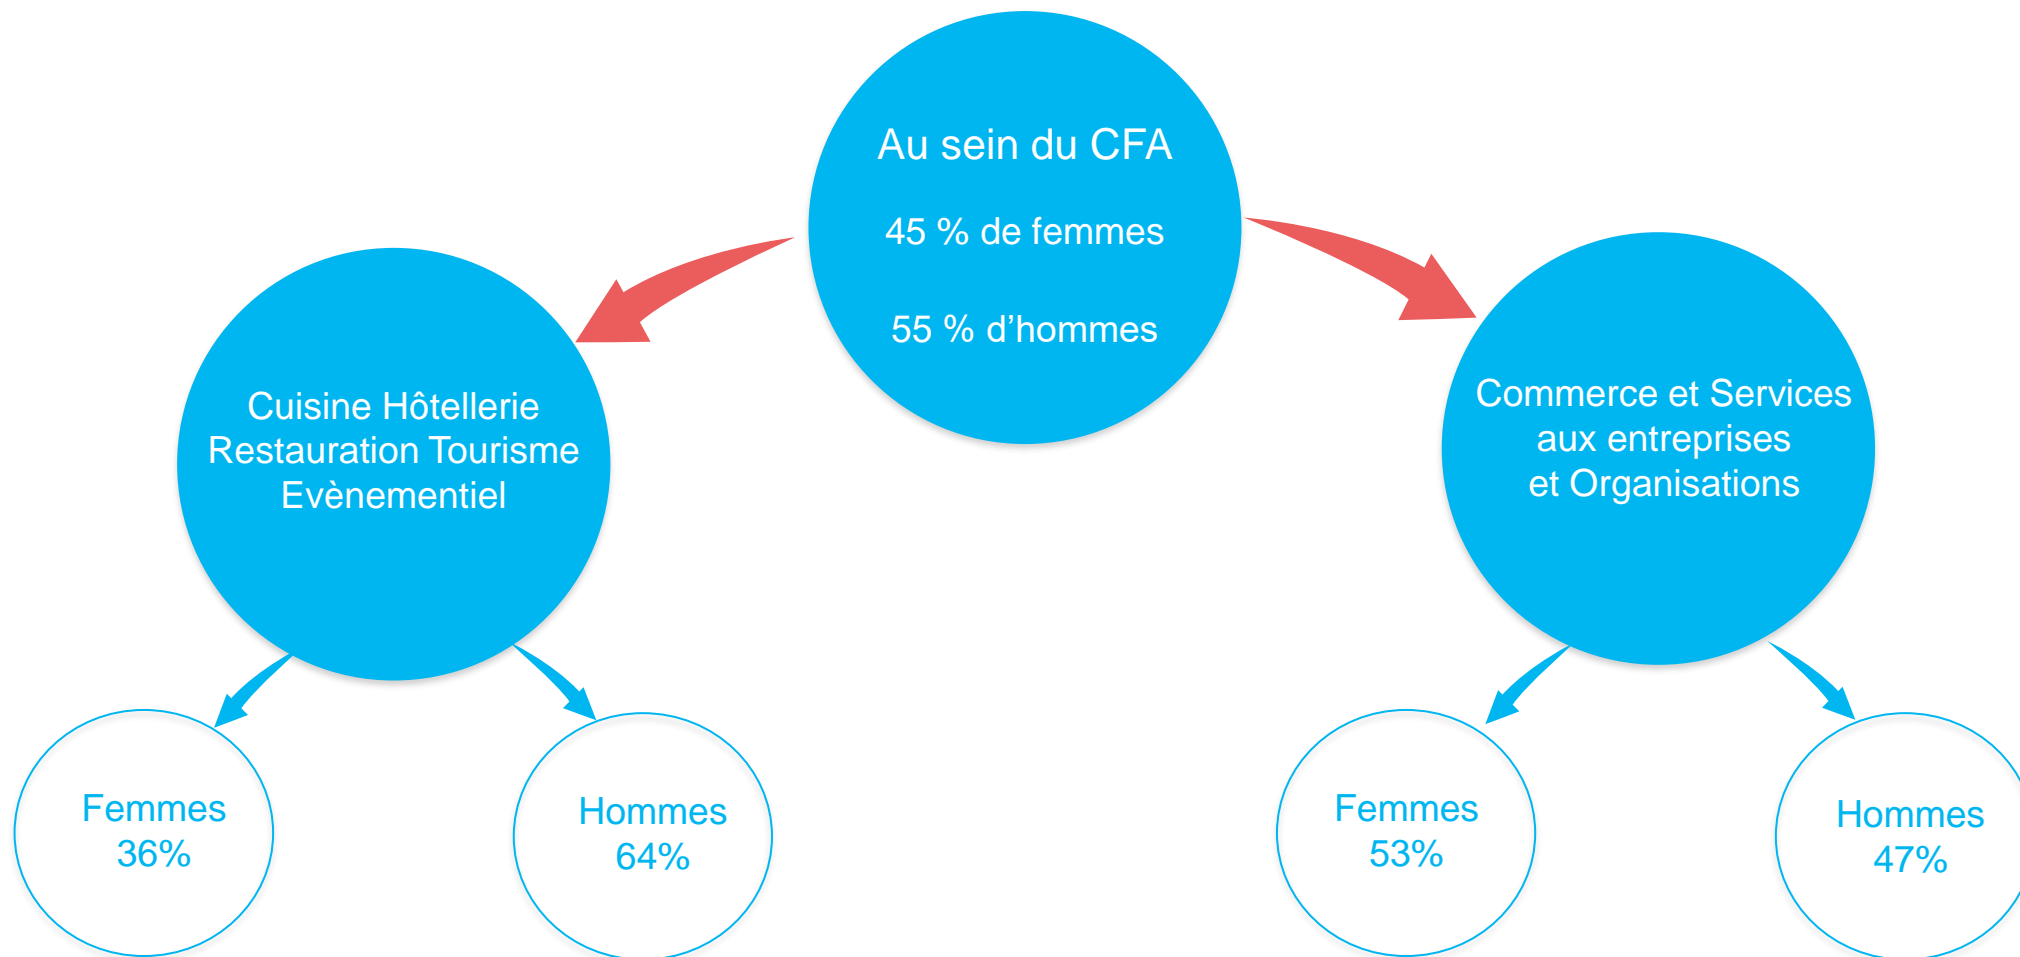 Au sein du CFA
45 % de femmes
55 % d’hommes
Cuisine Hôtellerie
Restauration Tourisme
Evènementiel
Commerce et Services
aux entreprises
et Organisations
Femmes
36%
Hommes
64%
Femmes
53%
Hommes
47%